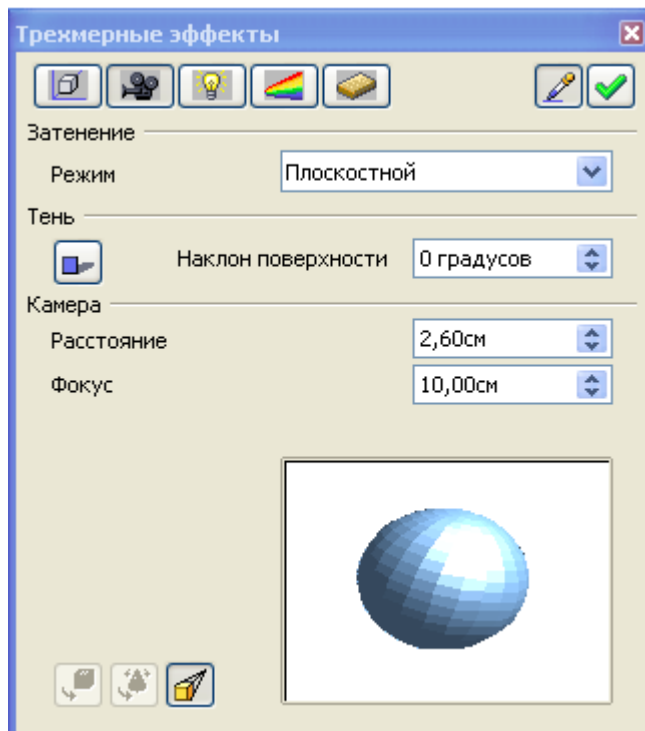 Трехмерные эффекты
Затенение
Режим Плоскостной
Тень
Наклон поверхности 0 градусов
Камера
Расстояние 2,60см
Фокус 10,00см